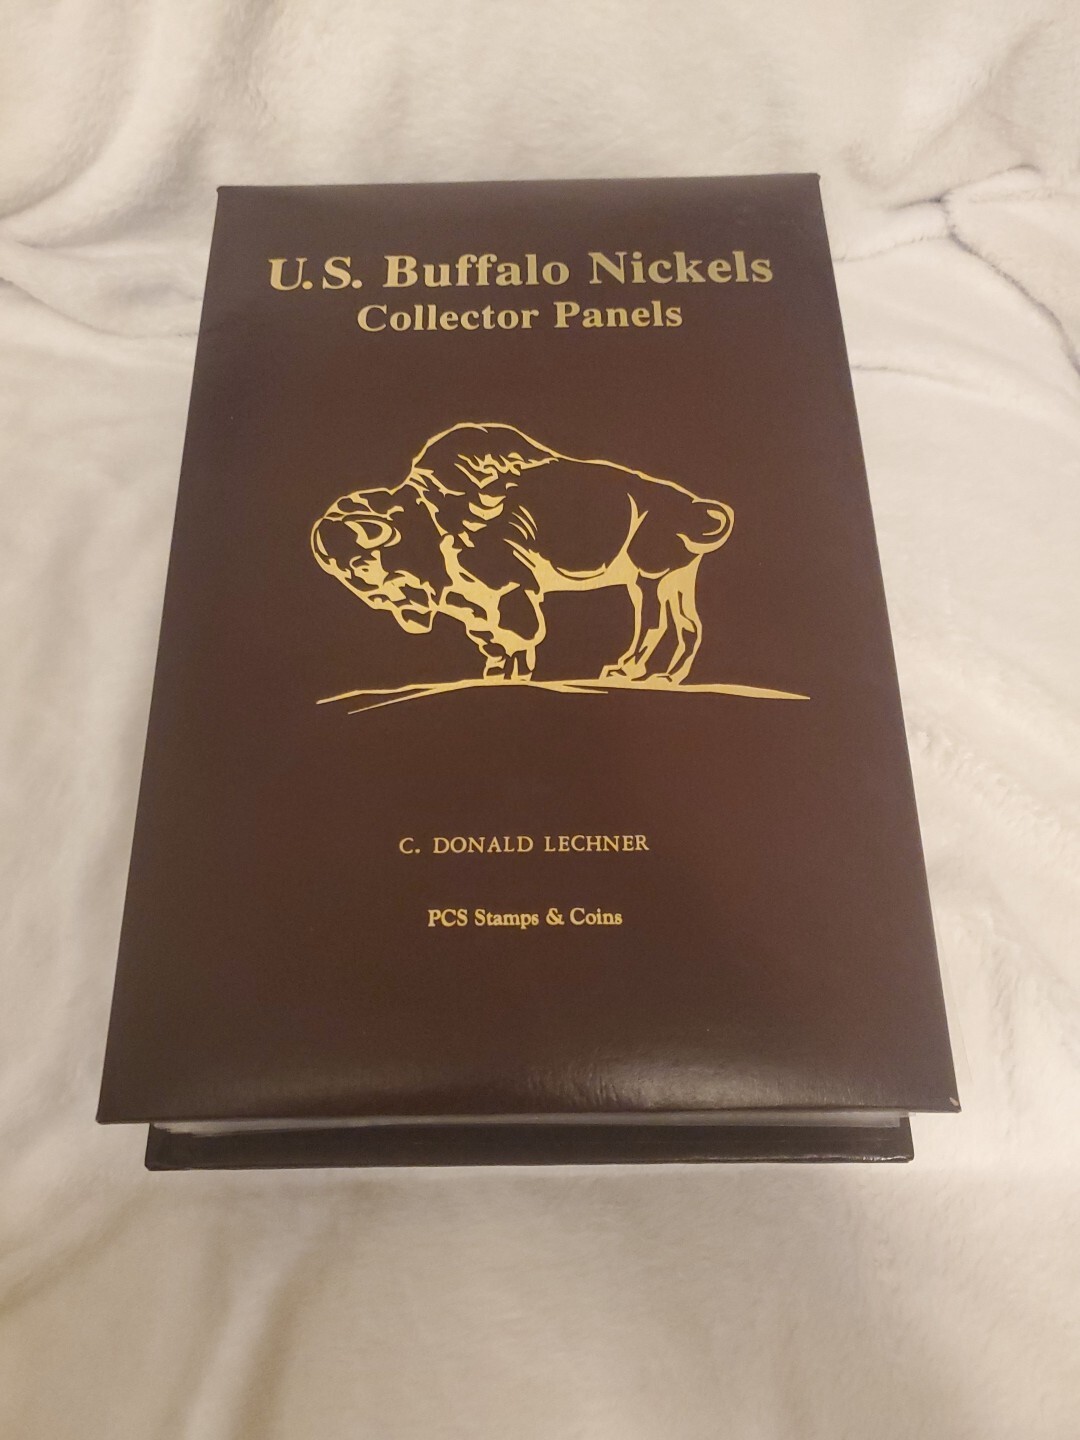 U.S. Buffalo Nickels
Collector Panels
C. DONALD LECHNER
PCS Stamps & Coins